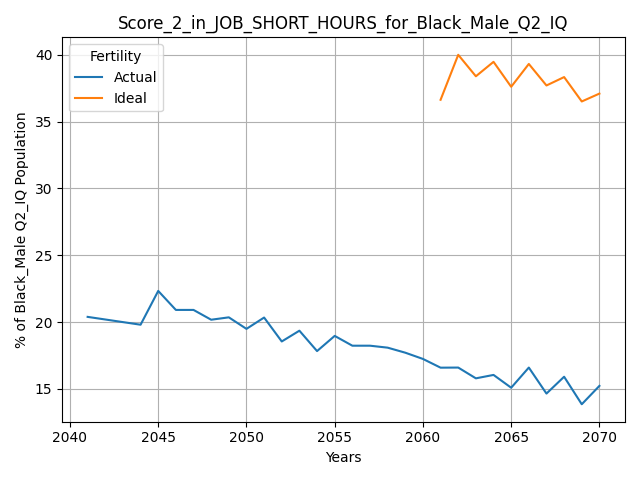 Score_2_in_JOB_SHORT_HOURS_for_Black_Male_Q2_IQ
Fertility
Actual
Ideal
% of Black_Male Q2_IQ Population
40
35
30
25
20
15
2040
2045
2050
2055
2060
2065
2070
Years